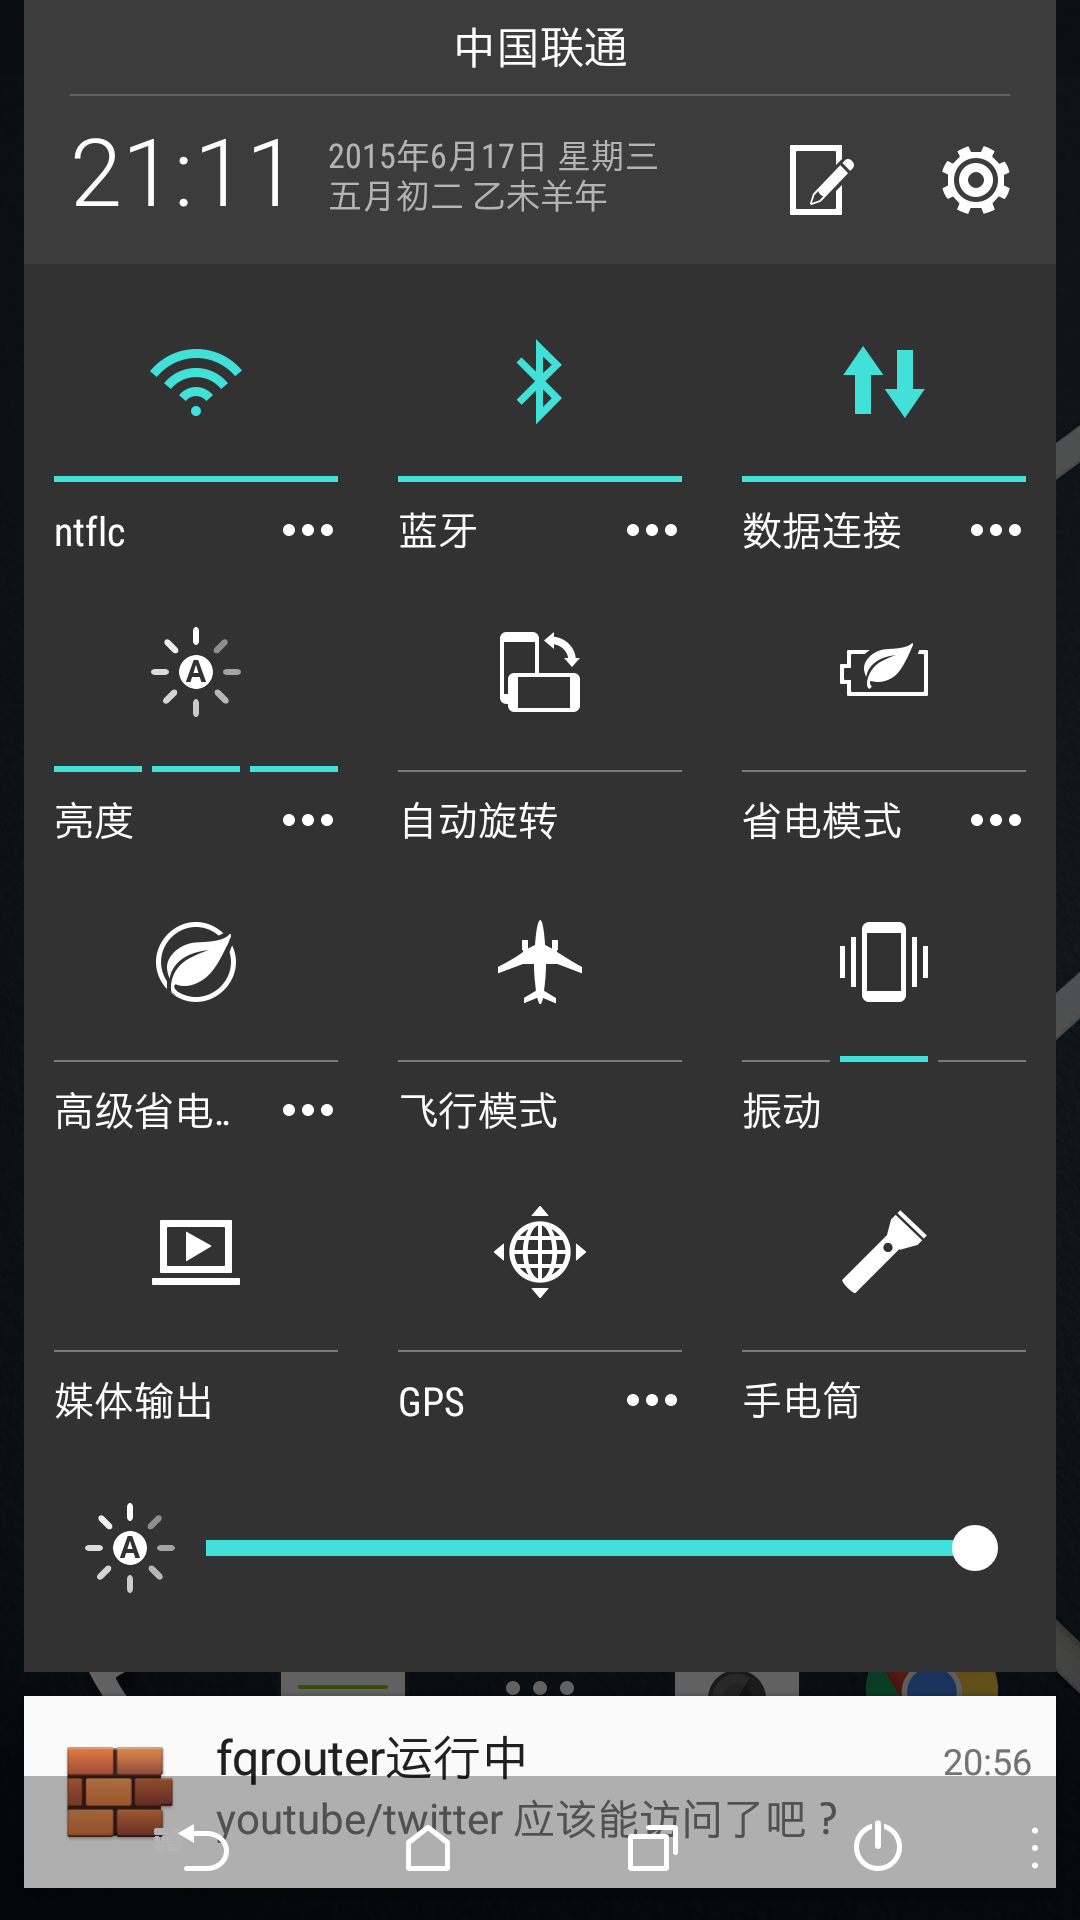 中国联通
21:11
2015年6月17日 星期三
五月初二 乙未羊年
ntflc
蓝牙
数据连接
A
亮度
自动旋转
省电模式
高级省电..
飞行模式
振动
媒体输出
GPS
手电筒
A
fqrouter运行中
20:56
youtube/twitter 应该能访问了吧？